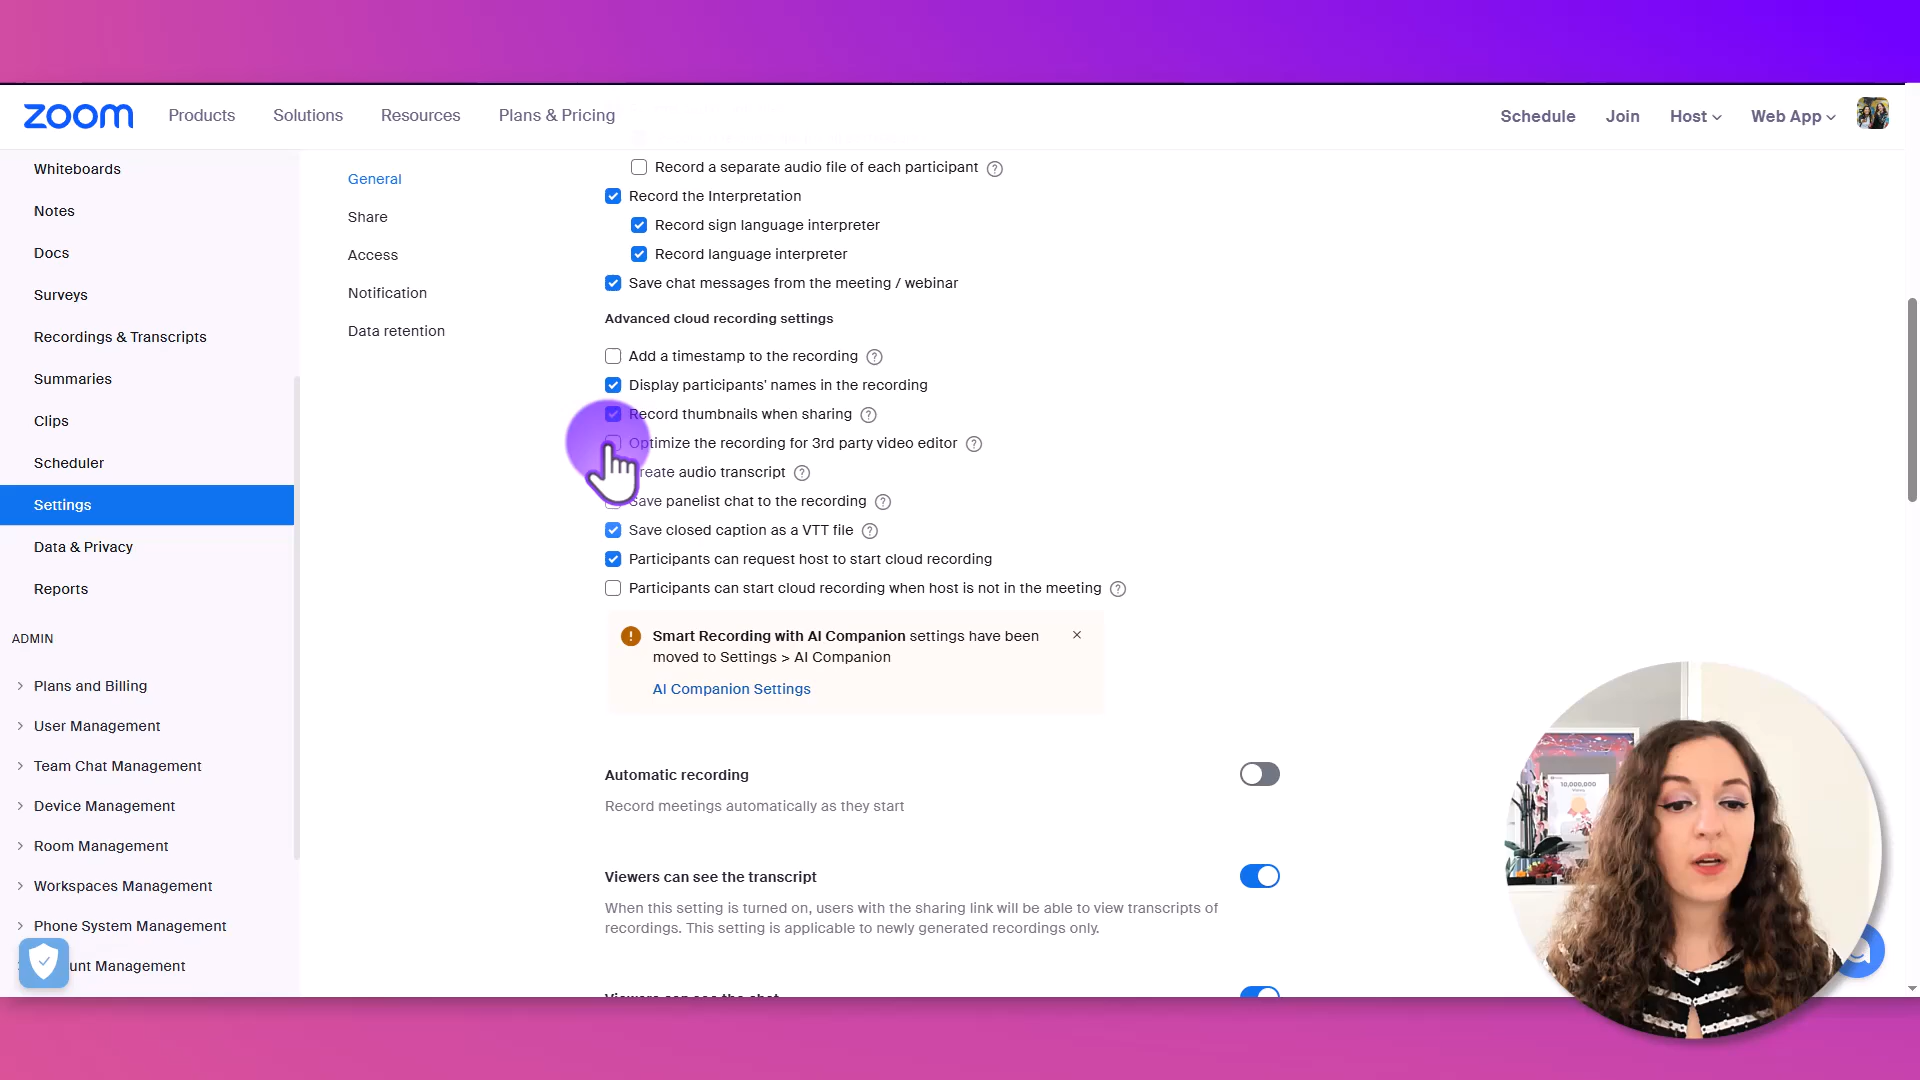 zoom
Products
Solutions
Resources
Plans & Pricing
Schedule
Join
Host
Web App
Whiteboards
Notes
Docs
Surveys
Recordings & Transcripts
Summaries
Clips
Scheduler
Settings
Data & Privacy
Reports
ADMIN
Plans and Billing
User Management
Team Chat Management
Device Management
Room Management
Workspaces Management
Phone System Management
unt Management
General
Share
Access
Notification
Data retention
Record a separate audio file of each participant
Record the Interpretation
Record sign language interpreter
Record language interpreter
Save chat messages from the meeting / webinar
Advanced cloud recording settings
Add a timestamp to the recording
Display participants' names in the recording
Record thumbnails when sharing
Optimize the recording for 3rd party video editor
reate audio transcript
Save panelist chat to the recording
Save closed caption as a VTT file
Participants can request host to start cloud recording
Participants can start cloud recording when host is not in the meeting
Smart Recording with AI Companion settings have been
moved to Settings > AI Companion
AI Companion Settings
Automatic recording
Record meetings automatically as they start
Viewers can see the transcript
When this setting is turned on, users with the sharing link will be able to view transcripts of
recordings. This setting is applicable to newly generated recordings only.
Viewers can see the chat
10,000,000